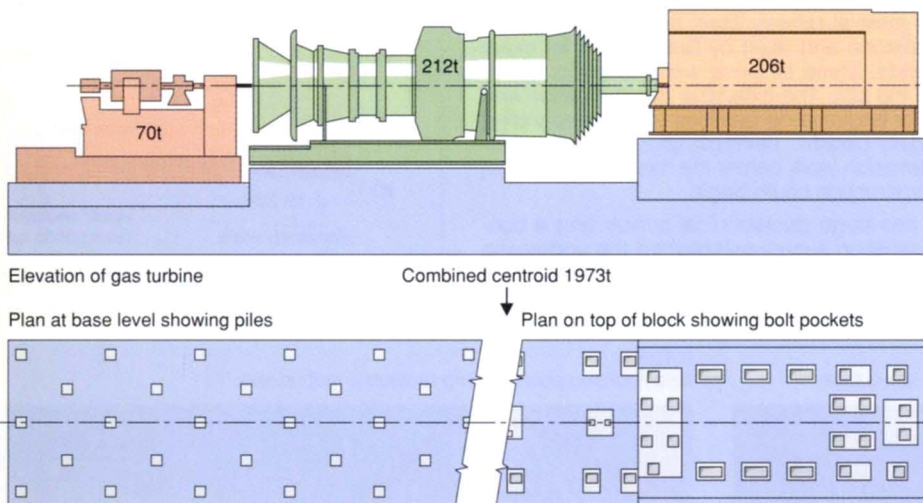 212t
206t
70t
Elevation of gas turbine
Combined centroid 1973t
Plan at base level showing piles
Plan on top of block showing bolt pockets